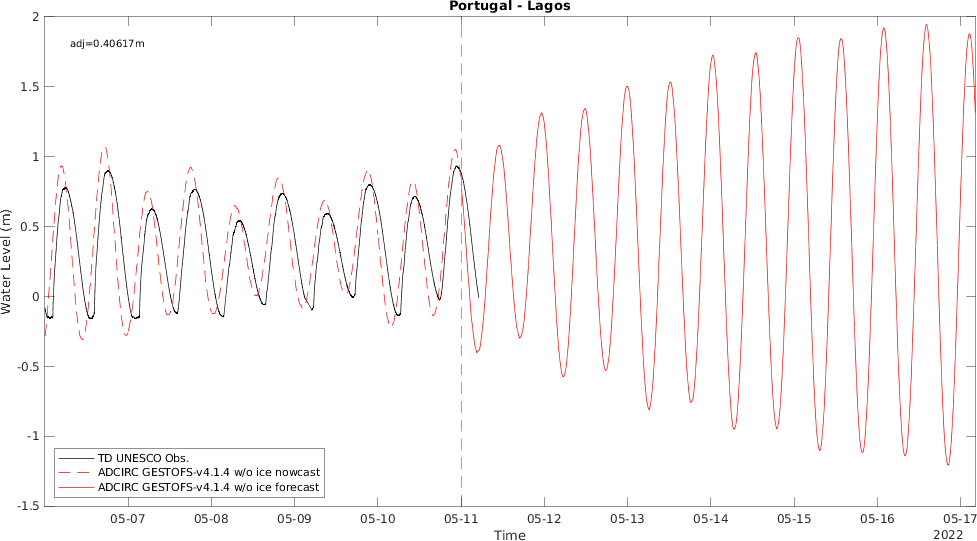 Portugal - Lagos
adj=0.40617m
2
1.5
1
0.5
0
-0.5
-1
-1.5
Water Level (m)
TD UNESCO Obs.
ADCIRC GESTOFS-v4.1.4 w/o ice nowcast
ADCIRC GESTOFS-v4.1.4 w/o ice forecast
05-07 05-08 05-09 05-10 05-11 05-12 05-13 05-14 05-15 05-16 05-17
Time
2022